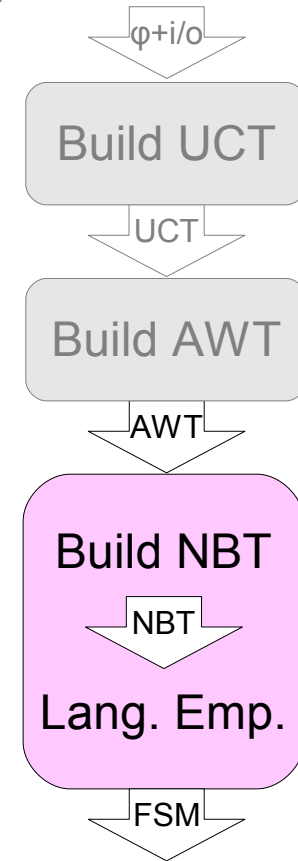 φ+i/o
Build UCT
UCT
Build AWT
AWT
Build NBT
NBT
Lang. Emp.
FSM